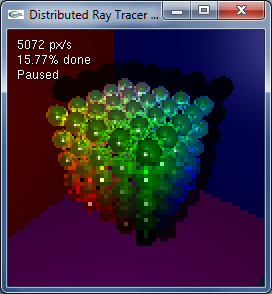 Distributed Ray Tracer ...
5072 px/s
15.77% done
Paused